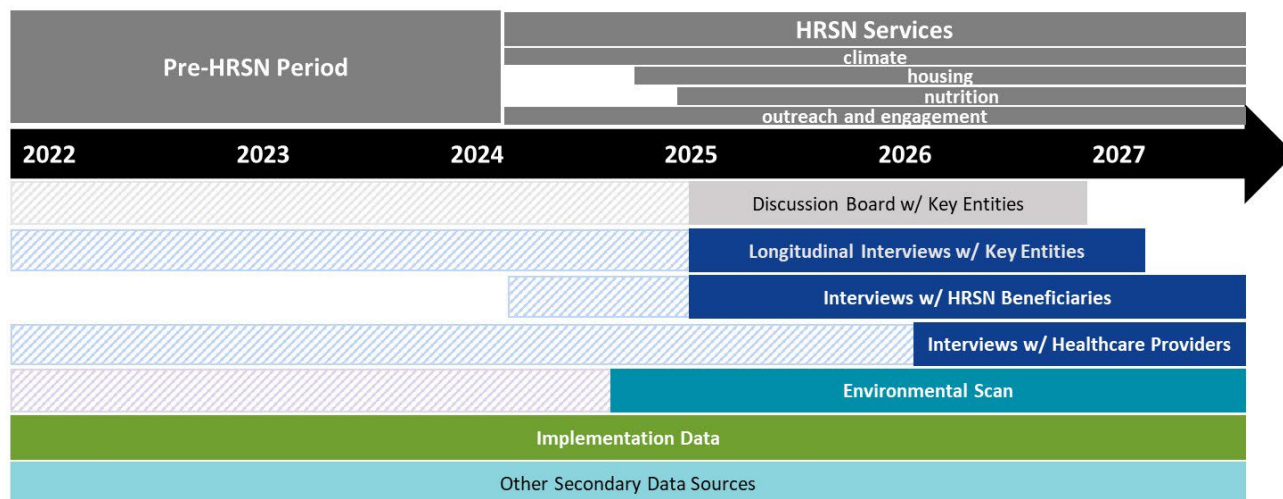 Pre-HRSN Period
HRSN Services
climate
housing
nutrition
outreach and engagement
2022 2023 2024 2025 2026 2027
Discussion Board w/ Key Entities
Longitudinal Interviews w/ Key Entities
Interviews w/ HRSN Beneficiaries
Interviews w/ Healthcare Providers
Environmental Scan
Implementation Data
Other Secondary Data Sources